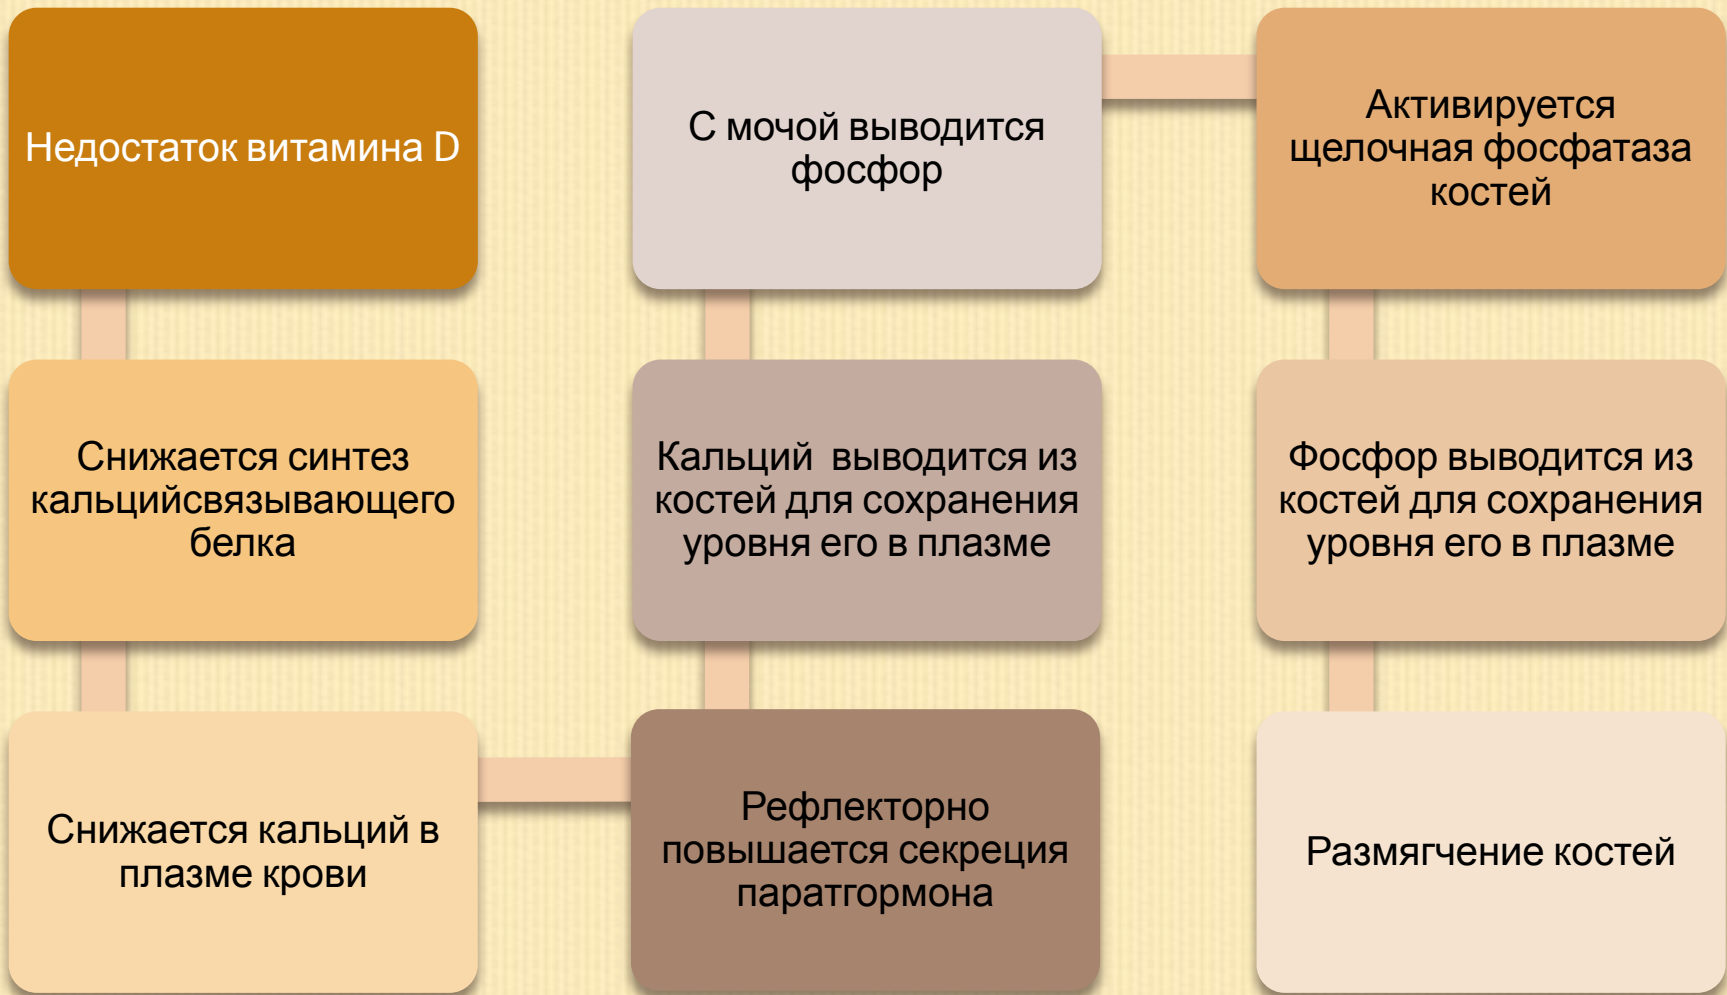 Недостаток витамина D
Снижается синтез
кальцийсвязывающего
белка
Снижается кальций в
плазме крови
Рефлекторно
повышается секреция
паратгормона
Кальций  выводится из
костей для сохранения
уровня его в плазме
С мочой выводится
фосфор
Активируется
щелочная фосфатаза
костей
Фосфор выводится из
костей для сохранения
уровня его в плазме
Размягчение костей